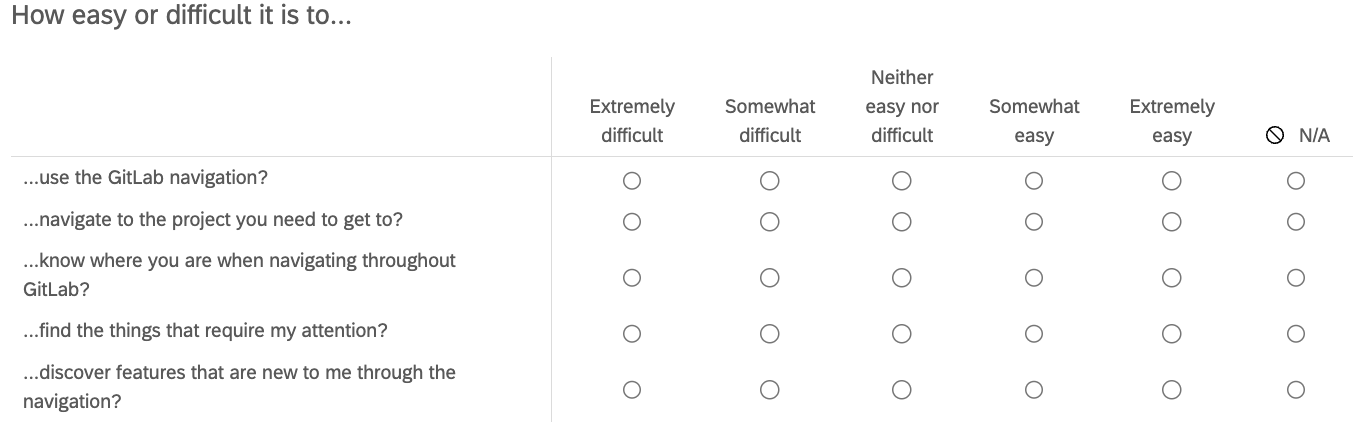 How easy or difficult it is to...
Neither
Extremely Somewhat easy nor Somewhat Extremely
difficult difficult difficult easy easy N/A
...use the GitLab navigation?
...navigate to the project you need to get to?
...know where you are when navigating throughout
GitLab?
...find the things that require my attention?
...discover features that are new to me through the
navigation?